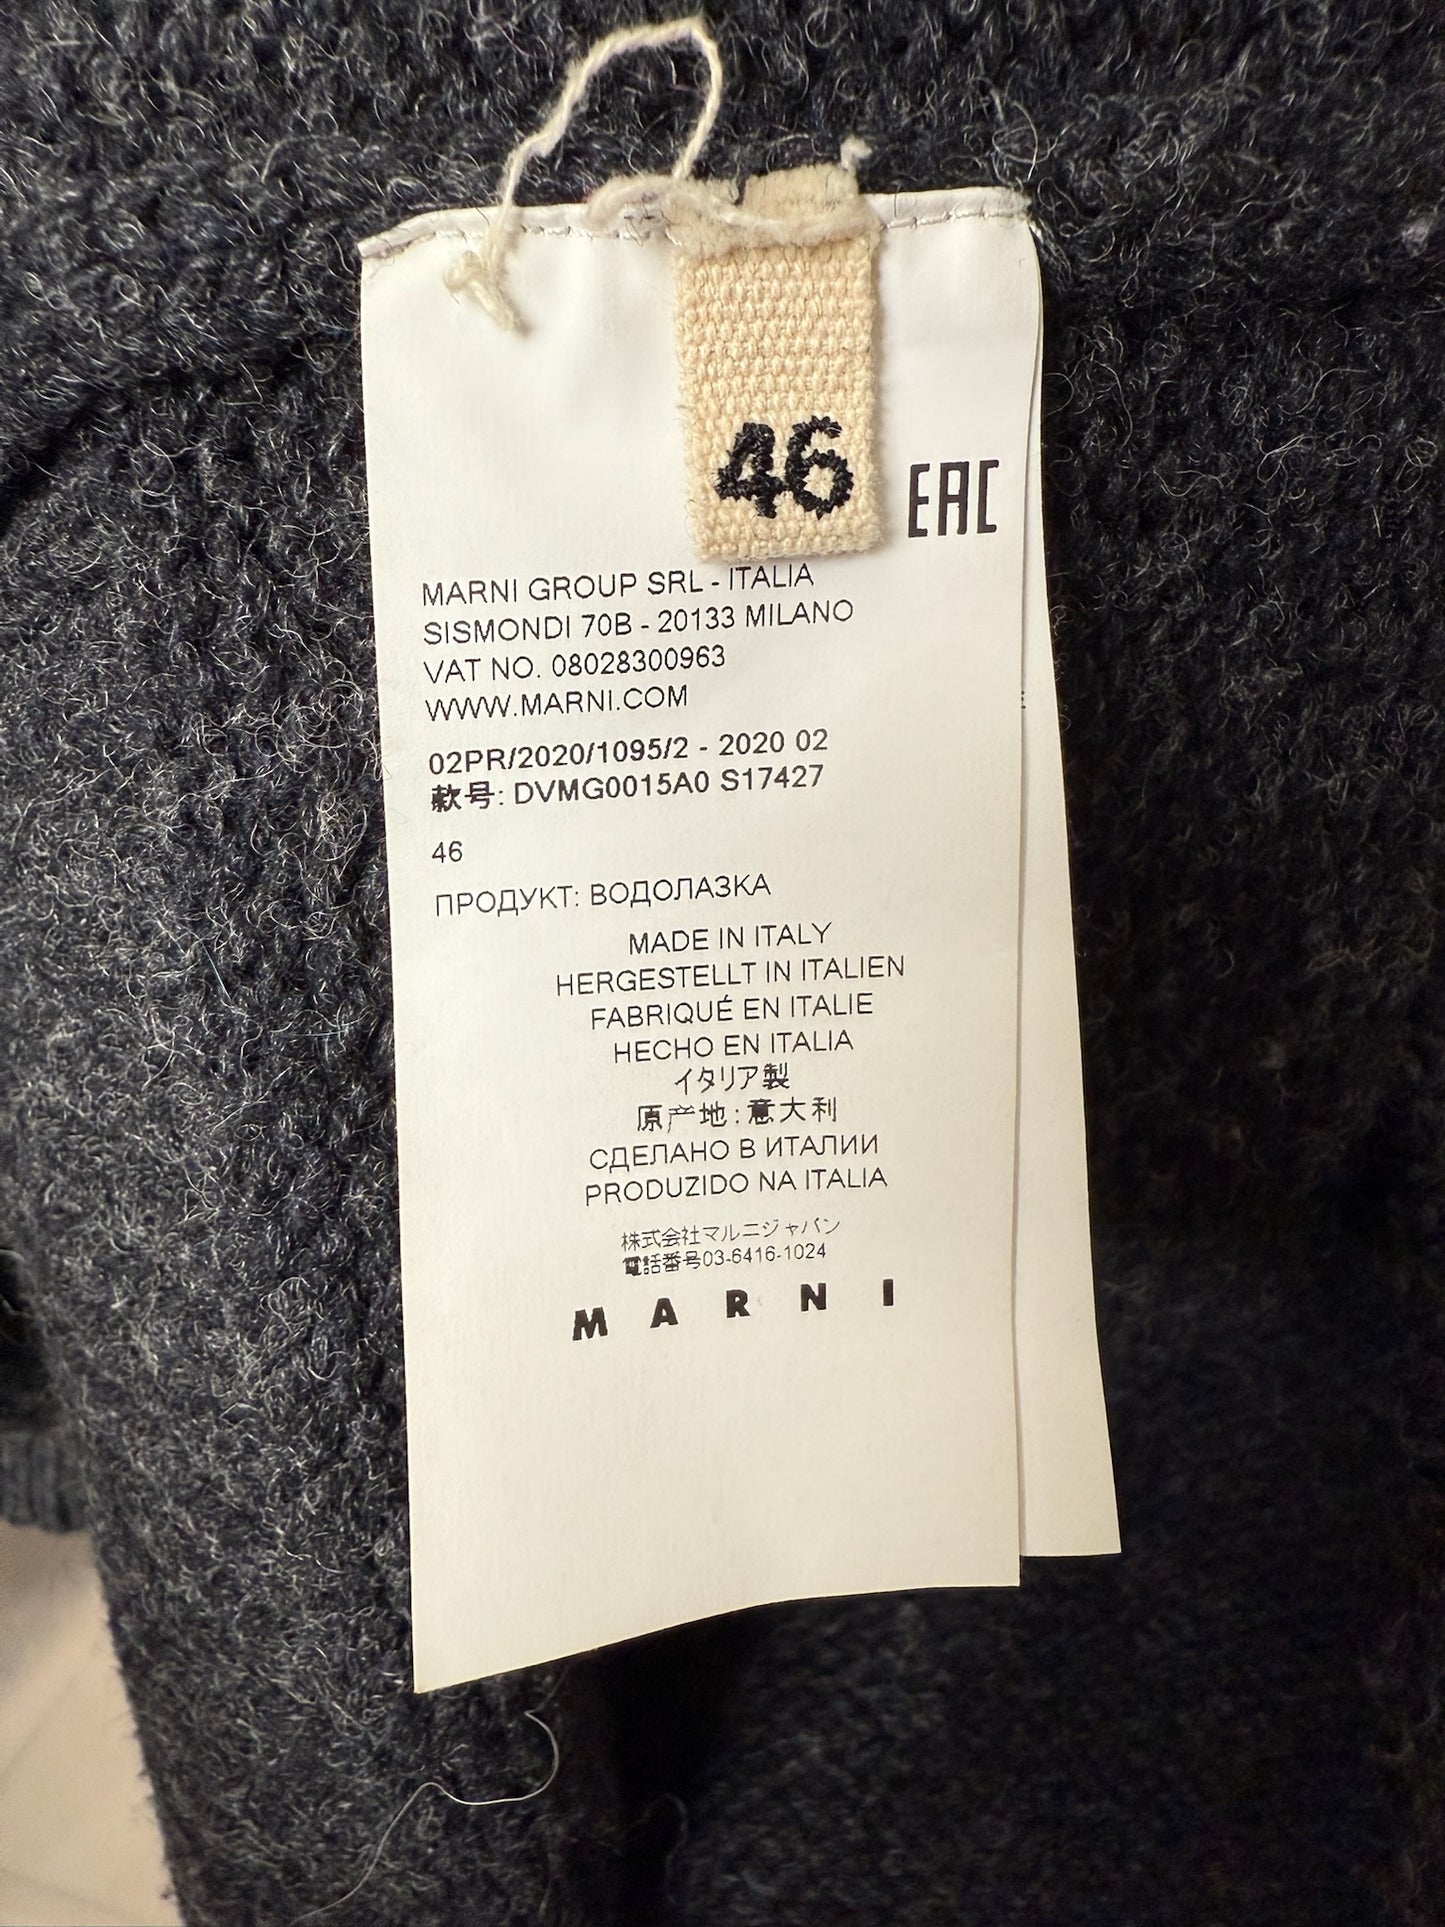 46
EAC
MARNI GROUP SRL - ITALIA
SISMONDI 70B - 20133 MILANO
VAT NO. 08028300963
WWW.MARNI.COM
02PR/2020/1095/2 - 2020 02
款号: DVMG0015A0 S17427
46
ПРОДУКТ: ВОДОЛАЗКА
MADE IN ITALY
HERGESTELLT IN ITALIEN
FABRIQUÉ EN ITALIE
HECHO EN ITALIA
イタリア製
原产地:意大利
СДЕЛАНО В ИТАЛИИ
PRODUZIDO NA ITALIA
株式会社マルニジャパン
電話番号03-6416-1024
MARNI